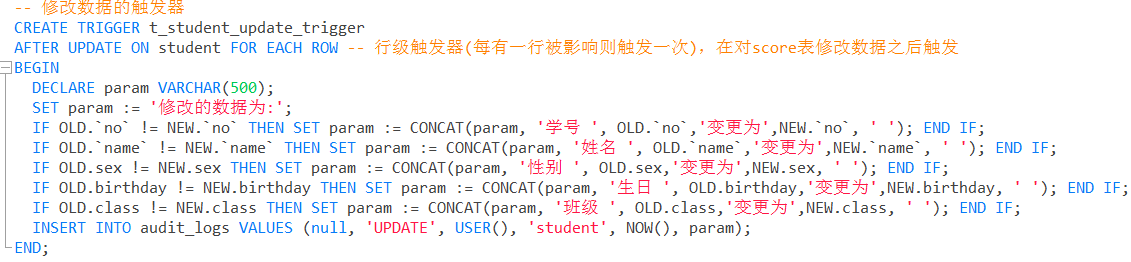 -- 修改数据的触发器
CREATE TRIGGER t_student_update_trigger
AFTER UPDATE ON student FOR EACH ROW -- 行级触发器(每有一行被影响则触发一次)，在对score表修改数据之后触发
BEGIN
DECLARE param VARCHAR(500);
SET param := '修改的数据为:';
IF OLD.`no` != NEW.`no` THEN SET param := CONCAT(param, '学号 ', OLD.`no`,'变更为',NEW.`no`, ' '); END IF;
IF OLD.`name` != NEW.`name` THEN SET param := CONCAT(param, '姓名 ', OLD.`name`,'变更为',NEW.`name`, ' '); END IF;
IF OLD.sex != NEW.sex THEN SET param := CONCAT(param, '性别 ', OLD.sex,'变更为',NEW.sex, ' '); END IF;
IF OLD.birthday != NEW.birthday THEN SET param := CONCAT(param, '生日 ', OLD.birthday,'变更为',NEW.birthday, ' '); END IF;
IF OLD.class != NEW.class THEN SET param := CONCAT(param, '班级 ', OLD.class,'变更为',NEW.class, ' '); END IF;
INSERT INTO audit_logs VALUES (null, 'UPDATE', USER(), 'student', NOW(), param);
END;